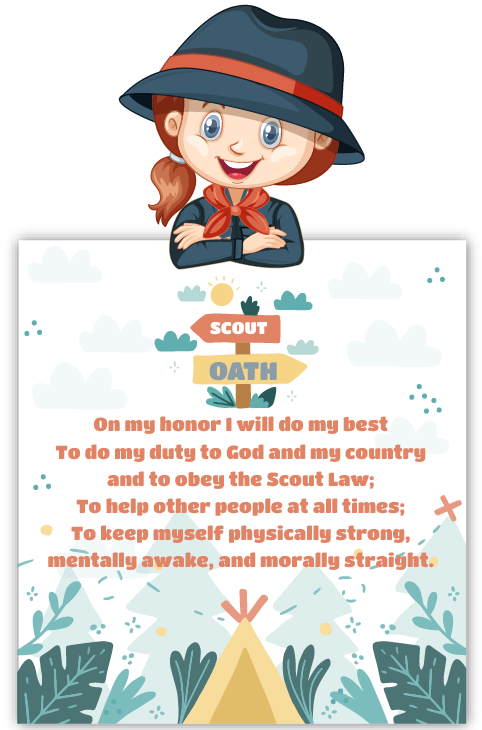 SCOUT
OATH
On my honor I will do my best
To do my duty to God and my country
and to obey the Scout Law;
To help other people at all times;
To keep myself physically strong,
mentally awake, and morally straight.